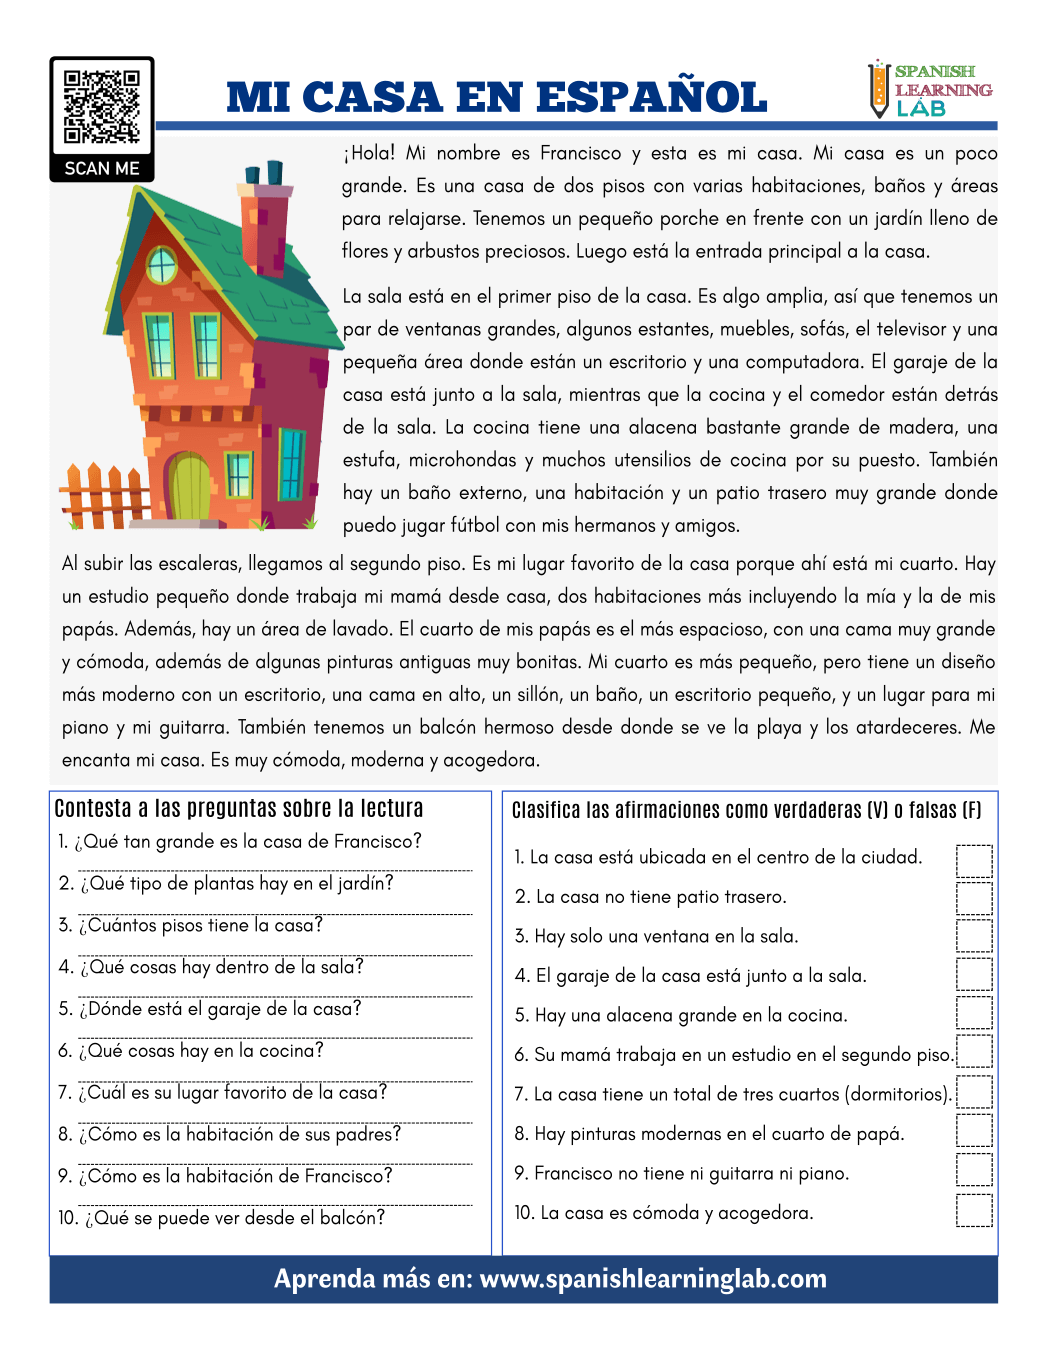 SCAN ME
MI CASA EN ESPAÑOL
SPANISH
LEARNING
LAB
¡Hola! Mi nombre es Francisco y esta es mi casa. Mi casa es un poco
grande. Es una casa de dos pisos con varias habitaciones, baños y áreas
para relajarse. Tenemos un pequeño porche en frente con un jardín lleno de
flores y arbustos preciosos. Luego está la entrada principal a la casa.
La sala está en el primer piso de la casa. Es algo amplia, así que tenemos un
par de ventanas grandes, algunos estantes, muebles, sofás, el televisor y una
pequeña área donde están un escritorio y una computadora. El garaje de la
casa está junto a la sala, mientras que la cocina y el comedor están detrás
de la sala. La cocina tiene una alacena bastante grande de madera, una
estufa, microhondas y muchos utensilios de cocina por su puesto. También
hay un baño externo, una habitación y un patio trasero muy grande donde
puedo jugar fútbol con mis hermanos y amigos.
Al subir las escaleras, llegamos al segundo piso. Es mi lugar favorito de la casa porque ahí está mi cuarto. Hay
un estudio pequeño donde trabaja mi mamá desde casa, dos habitaciones más incluyendo la mía y la de mis
papás. Además, hay un área de lavado. El cuarto de mis papás es el más espacioso, con una cama muy grande
y cómoda, además de algunas pinturas antiguas muy bonitas. Mi cuarto es más pequeño, pero tiene un diseño
más moderno con un escritorio, una cama en alto, un sillón, un baño, un escritorio pequeño, y un lugar para mi
piano y mi guitarra. También tenemos un balcón hermoso desde donde se ve la playa y los atardeceres. Me
encanta mi casa. Es muy cómoda, moderna y acogedora.
Contesta a las preguntas sobre la lectura
1. ¿Qué tan grande es la casa de Francisco?
2. ¿Qué tipo de plantas hay en el jardín?
3. ¿Cuántos pisos tiene la casa?
4. ¿Qué cosas hay dentro de la sala?
5. ¿Dónde está el garaje de la casa?
6. ¿Qué cosas hay en la cocina?
7. ¿Cuál es su lugar favorito de la casa?
8. ¿Cómo es la habitación de sus padres?
9. ¿Cómo es la habitación de Francisco?
10. ¿Qué se puede ver desde el balcón?
Clasifica las afirmaciones como verdaderas (V) o falsas (F)
1. La casa está ubicada en el centro de la ciudad.
2. La casa no tiene patio trasero.
3. Hay solo una ventana en la sala.
4. El garaje de la casa está junto a la sala.
5. Hay una alacena grande en la cocina.
6. Su mamá trabaja en un estudio en el segundo piso.
7. La casa tiene un total de tres cuartos (dormitorios).
8. Hay pinturas modernas en el cuarto de papá.
9. Francisco no tiene ni guitarra ni piano.
10. La casa es cómoda y acogedora.
Aprenda más en: www.spanishlearninglab.com